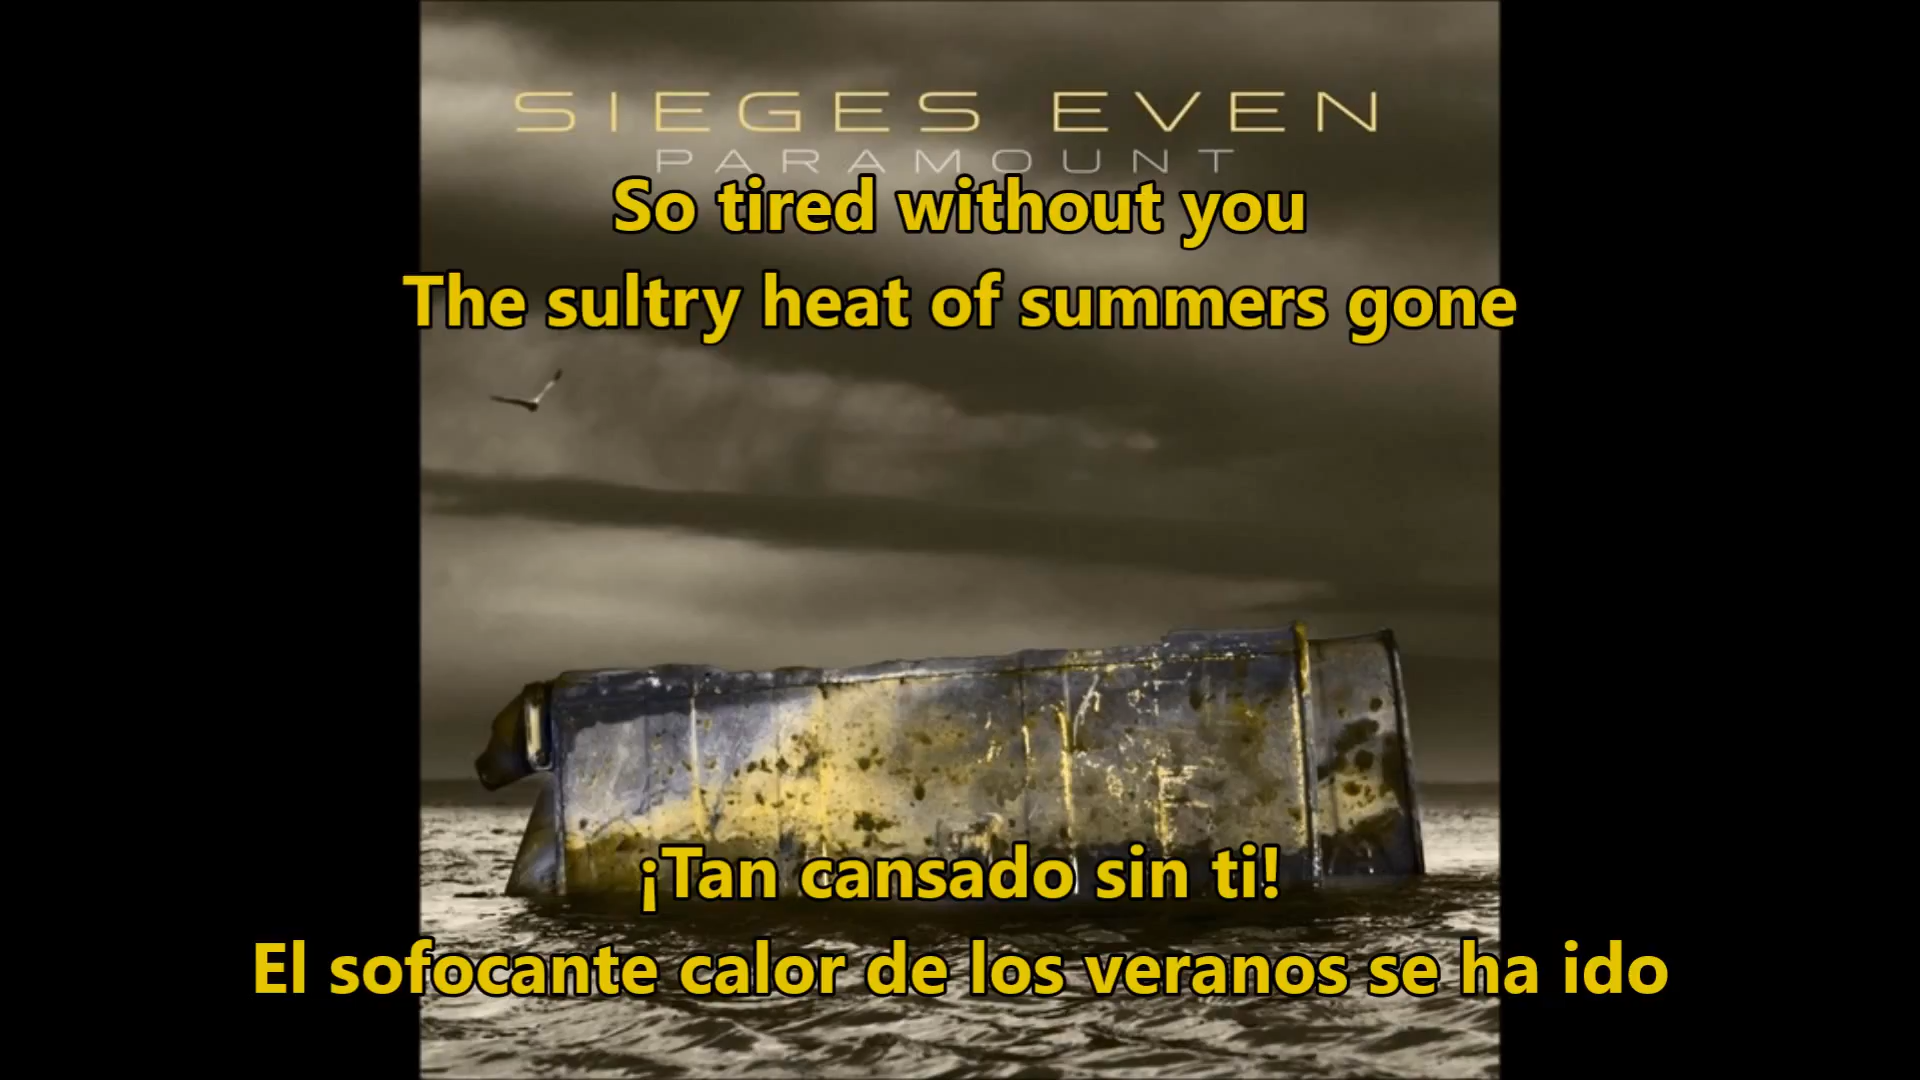 SIEGES EVEN
PARAMOUNT
So tired without you
The sultry heat of summers gone
¡Tan cansado sin ti!
El sofocante calor de los veranos se ha ido